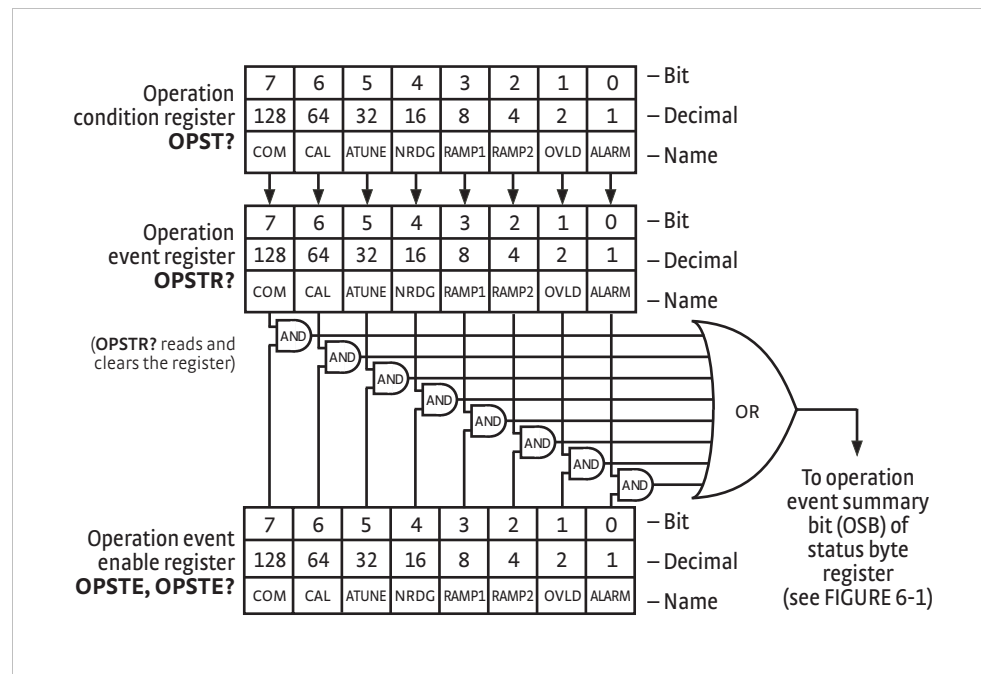 Operation
condition register
OPST?
7 6 5 4 3 2 1 0 – Bit
128 64 32 16 8 4 2 1 – Decimal
COM CAL ATUNE NRDG RAMP1 RAMP2 OVLD ALARM – Name
Operation
event register
OPSTR?
7 6 5 4 3 2 1 0 – Bit
128 64 32 16 8 4 2 1 – Decimal
COM CAL ATUNE NRDG RAMP1 RAMP2 OVLD ALARM – Name
(OPSTR? reads and
clears the register)
AND
AND
AND
AND
AND
AND
AND
AND
OR
To operation
event summary
bit (OSB) of
status byte
register
(see FIGURE 6-1)
Operation event
enable register
OPSTE, OPSTE?
7 6 5 4 3 2 1 0 – Bit
128 64 32 16 8 4 2 1 – Decimal
COM CAL ATUNE NRDG RAMP1 RAMP2 OVLD ALARM – Name